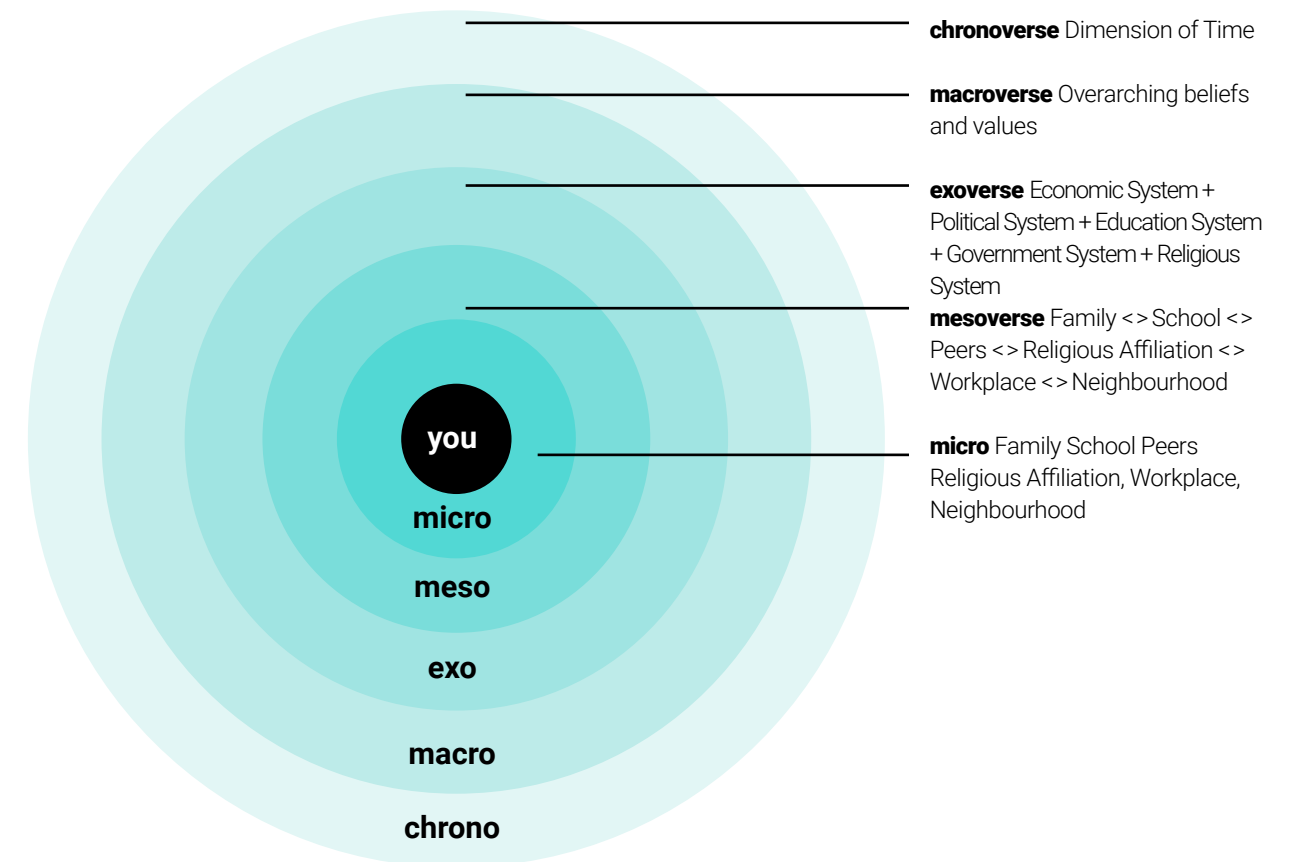 chronoverse Dimension of Time
macroverse Overarching beliefs
and values
exoverse Economic System +
Political System + Education System
+ Government System + Religious
System
mesoverse Family <> School <>
Peers <> Religious Affiliation <>
Workplace <> Neighbourhood
micro Family School Peers
Religious Affiliation, Workplace,
Neighbourhood
you
micro
meso
exo
macro
chrono